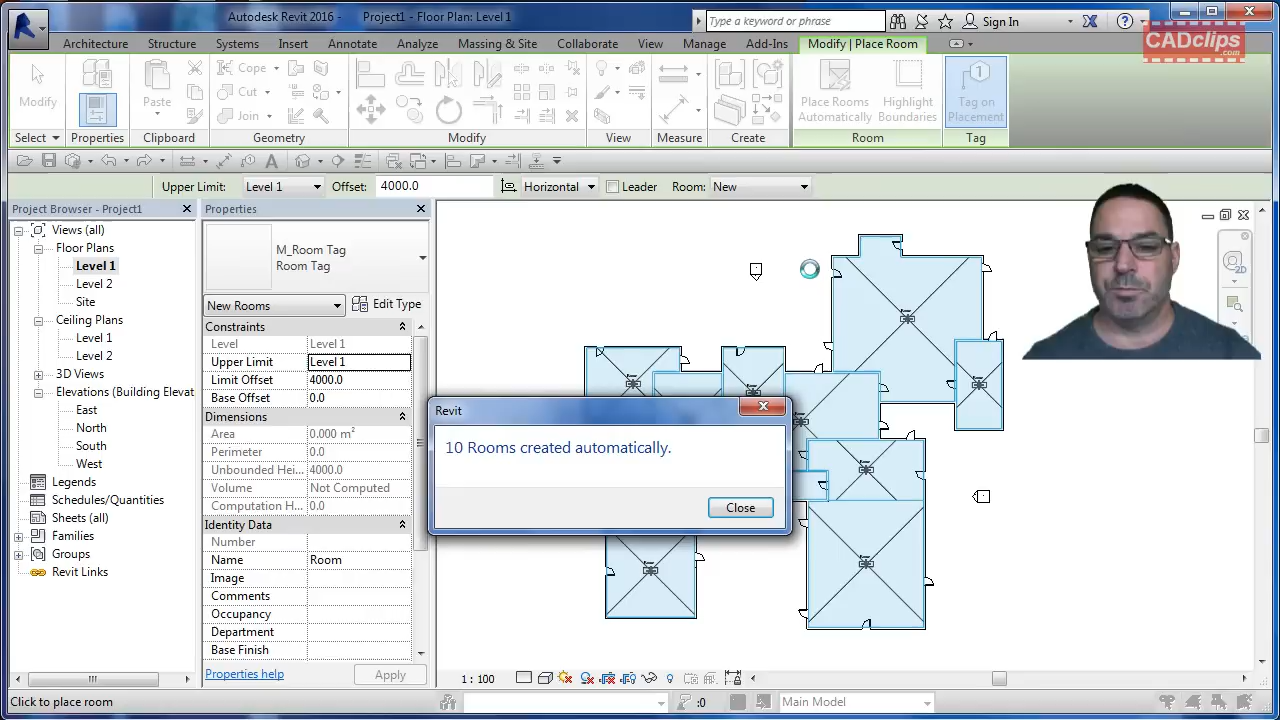 Autodesk Revit 2016 - Project1 - Floor Plan: Level 1
Type a keyword or phrase
Sign In
CADclips
.com
Architecture Structure Systems Insert Annotate Analyze Massing & Site Collaborate View Manage Add-Ins Modify | Place Room
Modify
Paste
Cope
Cut
Join
Place Rooms Automatically
Highlight Boundaries
1
Tag on Placement
Select Properties Clipboard Geometry Modify View Measure Create Room Tag
Upper Limit: Level 1 Offset: 4000.0 Horizontal Leader Room: New
Project Browser - Project1
Views (all)
Floor Plans
Level 1
Level 2
Site
Ceiling Plans
Level 1
Level 2
3D Views
Elevations (Building Elevat
East
North
South
West
Legends
Schedules/Quantities
Sheets (all)
Families
Groups
Revit Links
Properties
M_Room Tag
Room Tag
New Rooms Edit Type
Constraints
Level Level 1
Upper Limit Level 1
Limit Offset 4000.0
Base Offset 0.0
Dimensions
Area 0.000 m²
Perimeter 0.0
Unbounded Hei... 4000.0
Volume Not Computed
Computation H... 0.0
Identity Data
Number
Name Room
Image
Comments
Occupancy
Department
Base Finish
Properties help Apply
2D
Revit
10 Rooms created automatically.
Close
1 : 100
Click to place room
:0
Main Model